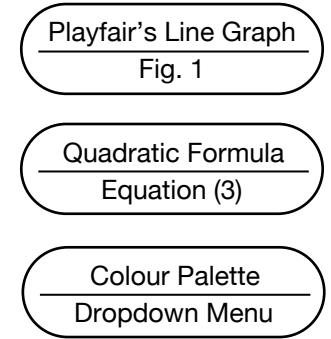 Playfair's Line Graph
Fig. 1
Quadratic Formula
Equation (3)
Colour Palette
Dropdown Menu